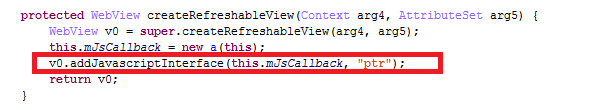 protected WebView createRefreshableView(Context arg4, AttributeSet arg5) {
WebView v0 = super.createRefreshableView(arg4, arg5);
this.mJsCallback = new a(this);
v0.addJavascriptInterface(this.mJsCallback, "ptr");
return v0;
}